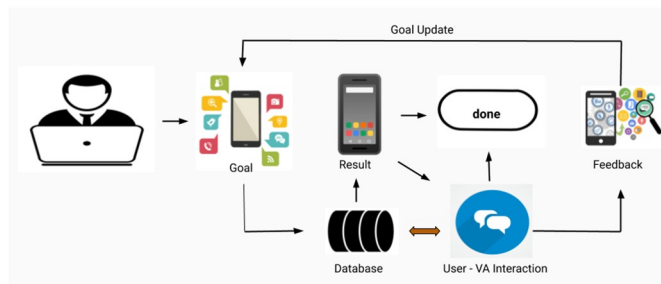 Goal Update
done
Goal
Result
Feedback
Database
User - VA Interaction